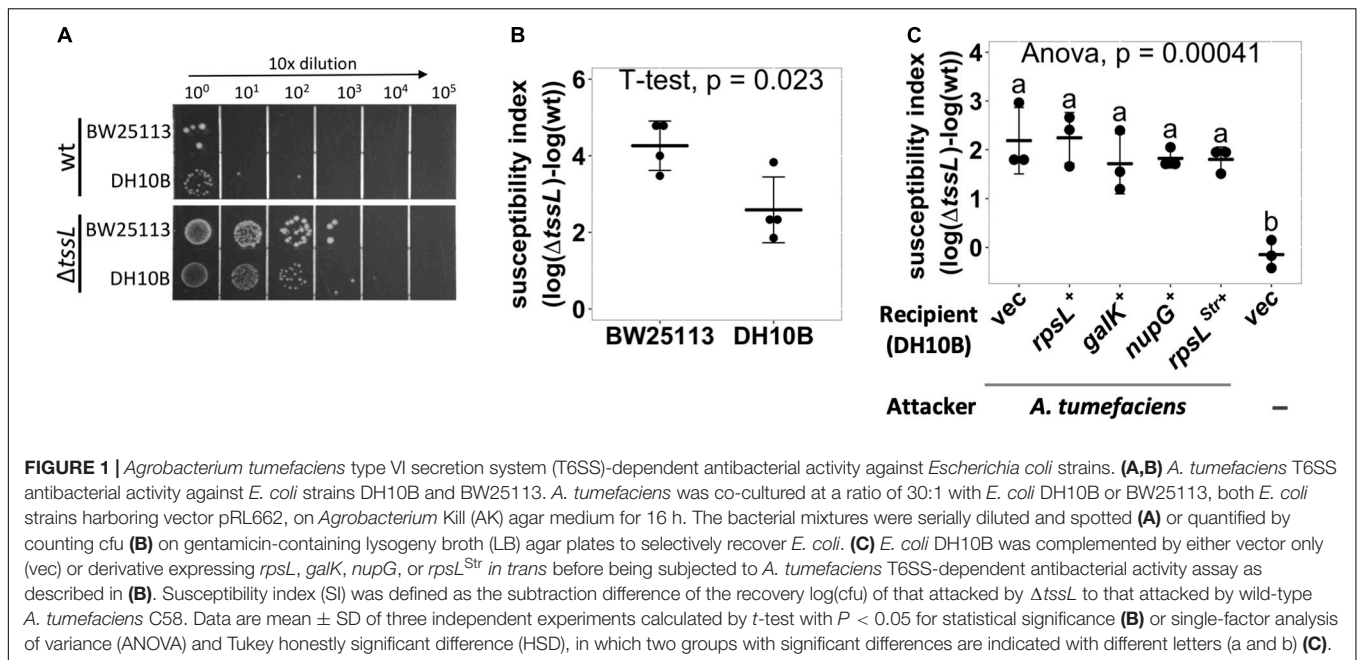 A
10x dilution
10⁰ 10¹ 10² 10³ 10⁴ 10⁵
wt
BW25113
DH10B
ΔtssL
BW25113
DH10B
B
susceptibility index
(log(ΔtssL)-log(wt))
T-test, p = 0.023
6
4
2
0
BW25113 DH10B
C
susceptibility index
(log(ΔtssL)-log(wt))
Anova, p = 0.00041
4
3
2
1
0
a a a a a b
Recipient
(DH10B)
vec rpsL⁺ galK⁺ nupG⁺ rpsL Str+ vec
Attacker A. tumefaciens –
FIGURE 1 | Agrobacterium tumefaciens type VI secretion system (T6SS)-dependent antibacterial activity against Escherichia coli strains. (A,B) A. tumefaciens T6SS
antibacterial activity against E. coli strains DH10B and BW25113. A. tumefaciens was co-cultured at a ratio of 30:1 with E. coli DH10B or BW25113, both E. coli
strains harboring vector pRL662, on Agrobacterium Kill (AK) agar medium for 16 h. The bacterial mixtures were serially diluted and spotted (A) or quantified by
counting cfu (B) on gentamicin-containing lysogeny broth (LB) agar plates to selectively recover E. coli. (C) E. coli DH10B was complemented by either vector only
(vec) or derivative expressing rpsL, galK, nupG, or rpsL^Str in trans before being subjected to A. tumefaciens T6SS-dependent antibacterial activity assay as
described in (B). Susceptibility index (SI) was defined as the subtraction difference of the recovery log(cfu) of that attacked by ΔtssL to that attacked by wild-type
A. tumefaciens C58. Data are mean ± SD of three independent experiments calculated by t-test with P < 0.05 for statistical significance (B) or single-factor analysis
of variance (ANOVA) and Tukey honestly significant difference (HSD), in which two groups with significant differences are indicated with different letters (a and b) (C).